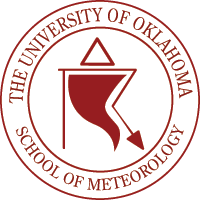 THE UNIVERSITY OF OKLAHOMA
SCHOOL OF METEOROLOGY